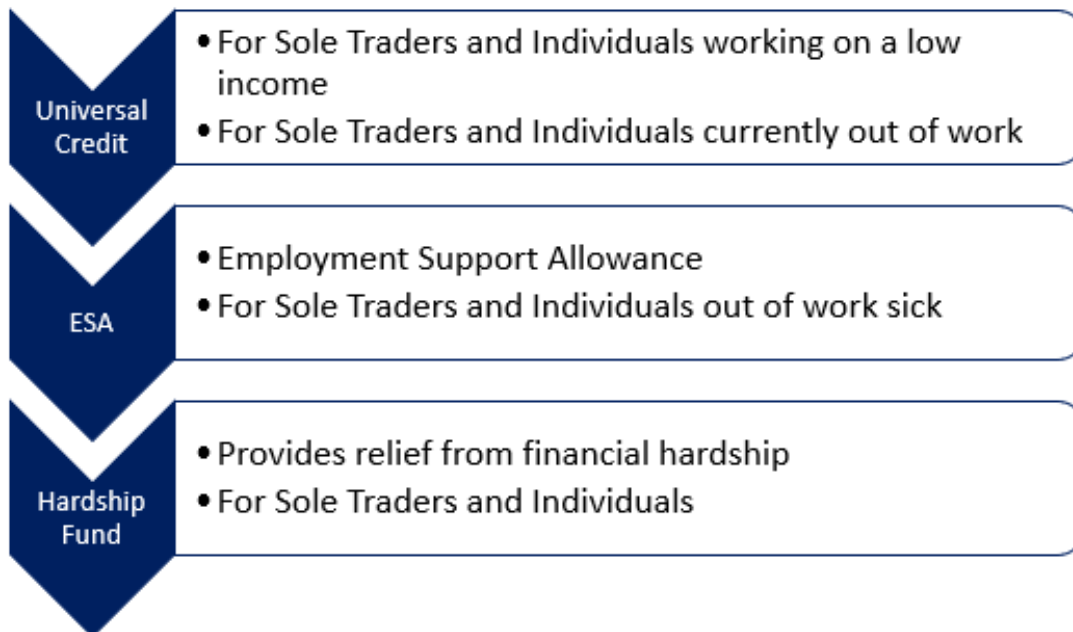 Universal
Credit
• For Sole Traders and Individuals working on a low
income
• For Sole Traders and Individuals currently out of work
ESA
• Employment Support Allowance
• For Sole Traders and Individuals out of work sick
Hardship
Fund
• Provides relief from financial hardship
• For Sole Traders and Individuals